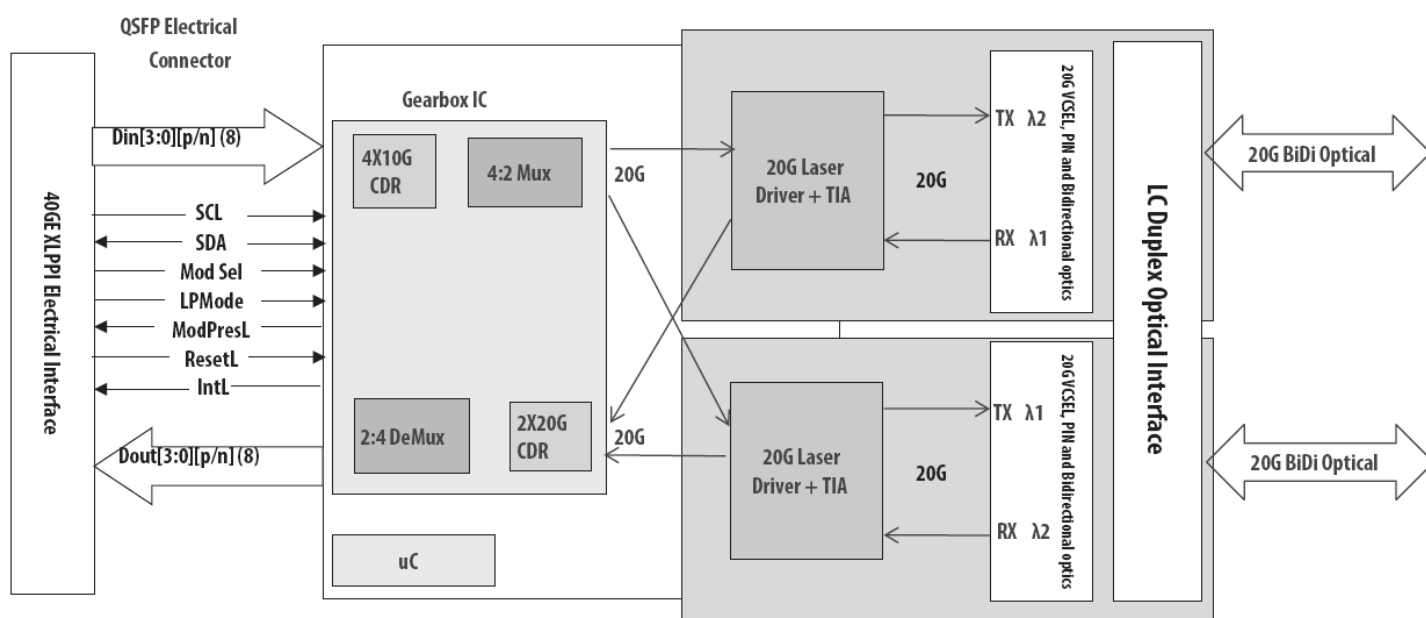 QSFP Electrical
Connector
40GE XLPPI Electrical Interface
Din[3:0][p/n] (8)
SCL
SDA
Mod Sel
LPMode
ModPresL
ResetL
IntL
Dout[3:0][p/n] (8)
Gearbox IC
4X10G
CDR
4:2 Mux
2:4 DeMux
2X20G
CDR
uC
20G
20G
20G Laser
Driver + TIA
20G
TX λ2
RX λ1
20G VCSEL, PIN and Bidirectional optics
20G Laser
Driver + TIA
20G
TX λ1
RX λ2
20G VCSEL, PIN and Bidirectional optics
LC Duplex Optical Interface
20G BiDi Optical
20G BiDi Optical